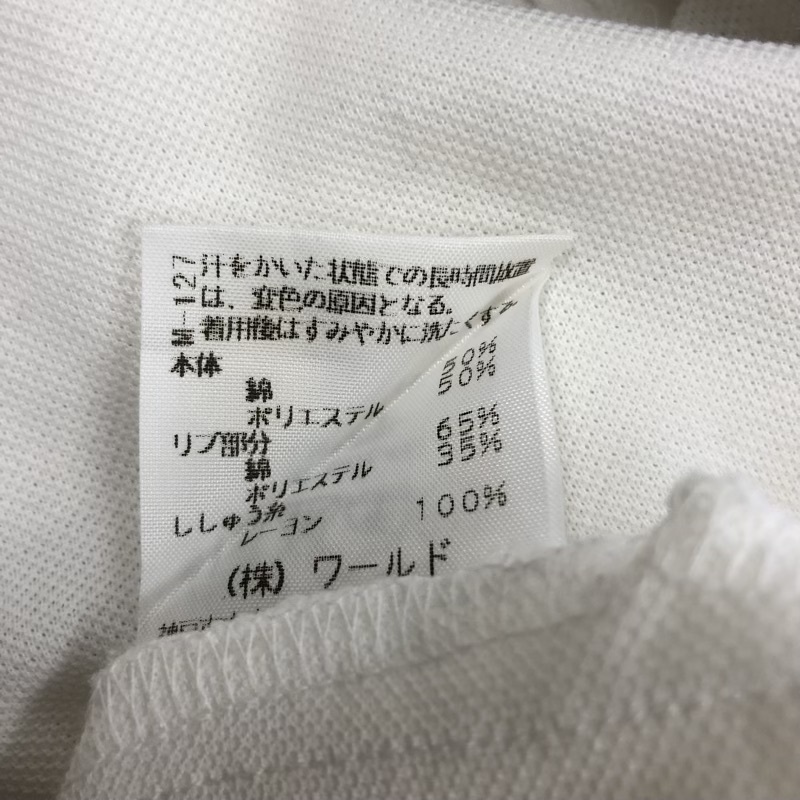 M-127
汗をかいた状態での長時間放置
は、変色の原因となる。
着用後はすみやかに洗たくする
本体
綿 50%
ポリエステル 50%
リブ部分
綿 65%
ポリエステル 35%
ししゅう糸
レーヨン 100%
(株) ワールド